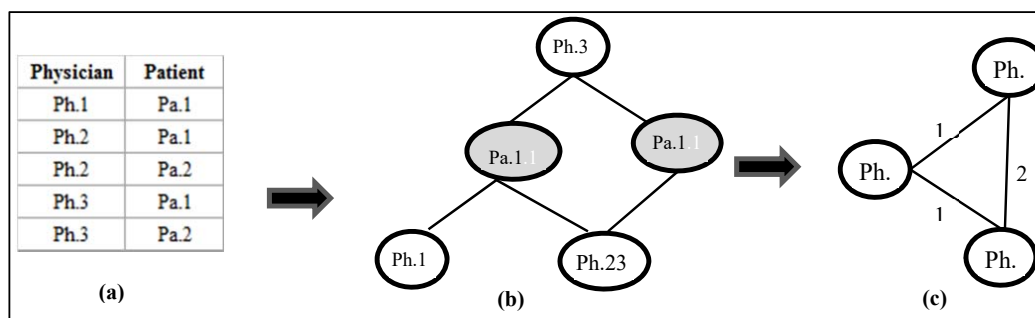 Physician Patient
Ph.1 Pa.1
Ph.2 Pa.1
Ph.2 Pa.2
Ph.3 Pa.1
Ph.3 Pa.2
(a)
Ph.3
Pa.1.1
Pa.1.1
Ph.1
Ph.23
(b)
Ph.
1
Ph.
2
1
Ph.
(c)